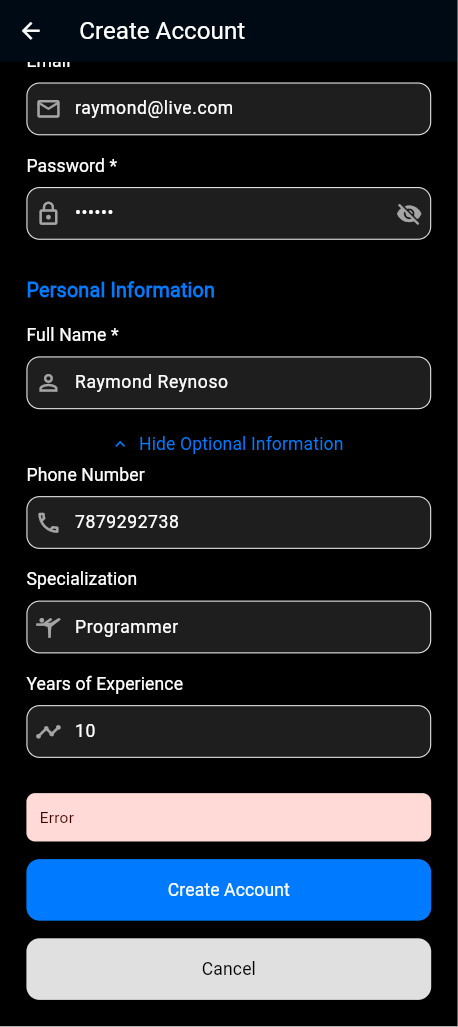 Create Account
Email
raymond@live.com
Password *
••••••
Personal Information
Full Name *
Raymond Reynoso
Hide Optional Information
Phone Number
7879292738
Specialization
Programmer
Years of Experience
10
Error
Create Account
Cancel